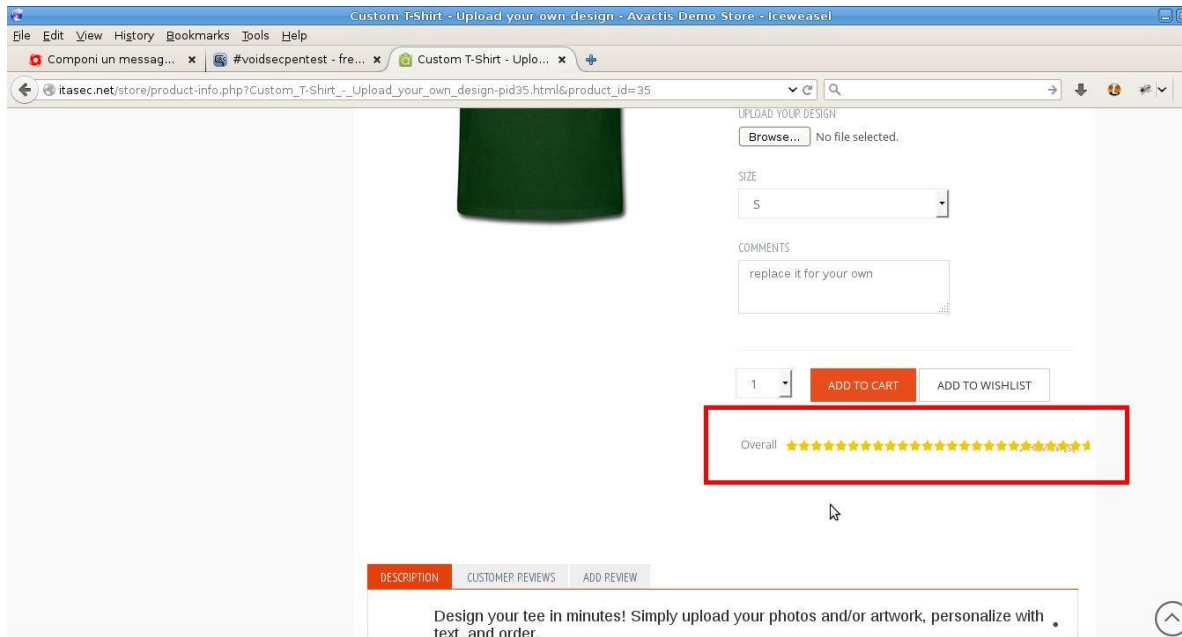 Custom T-Shirt - Upload your own design - Avactis Demo Store - Iceweasel
File Edit View History Bookmarks Tools Help
Componi un messag... #voidsecpentest - fre... Custom T-Shirt - Uplo...
itasec.net/store/product-info.php?Custom_T-Shirt_-_Upload_your_own_design-pid35.html&product_id=35
UPLOAD YOUR DESIGN
Browse... No file selected.
SIZE
S
COMMENTS
replace it for your own
1 ADD TO CART ADD TO WISHLIST
Overall
DESCRIPTION CUSTOMER REVIEWS ADD REVIEW
Design your tee in minutes! Simply upload your photos and/or artwork, personalize with
text, and order.